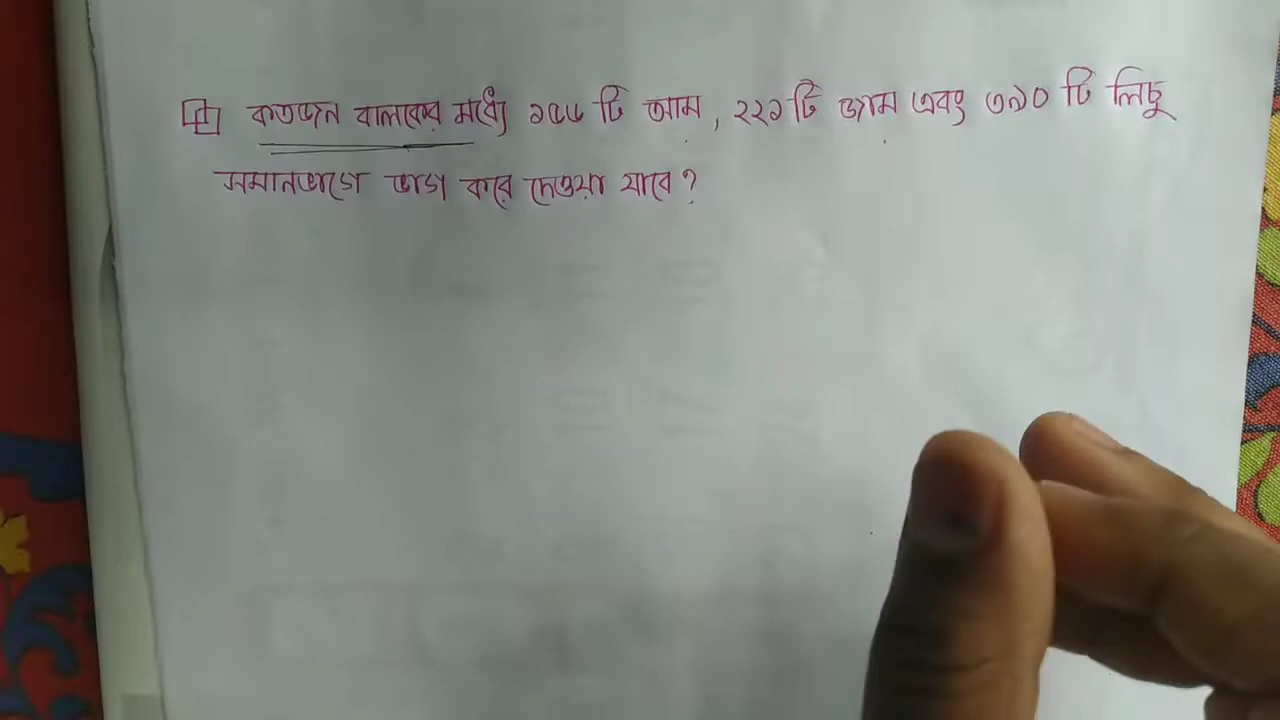 কতজন বালকের মধ্যে ১৫৬ টি আম, ২২১ টি জাম এবং ৩৯০ টি লিচু
সমানভাগে ভাগ করে দেওয়া যাবে?